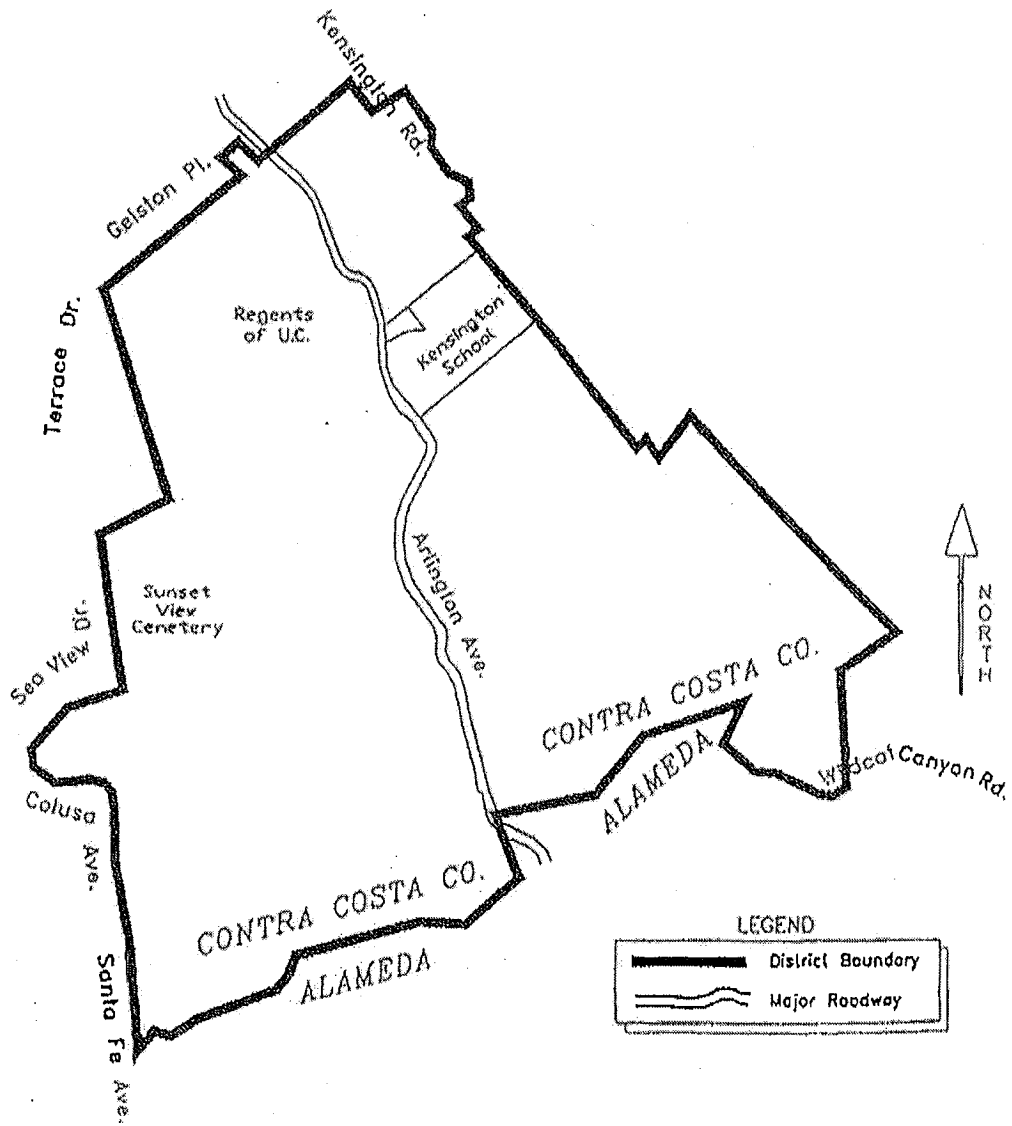 Kensington Rd.
Gelston Pl.
Terrace Dr.
Regents
of U.C.
Kensington
School
Arlington Ave.
Sunset
View
Cemetery
Sea View Dr.
NORTH
CONTRA COSTA CO.
ALAMEDA
Wildcat Canyon Rd.
Colusa Ave.
CONTRA COSTA CO.
ALAMEDA
Santa Fe Ave.
LEGEND
District Boundary
Major Roadway